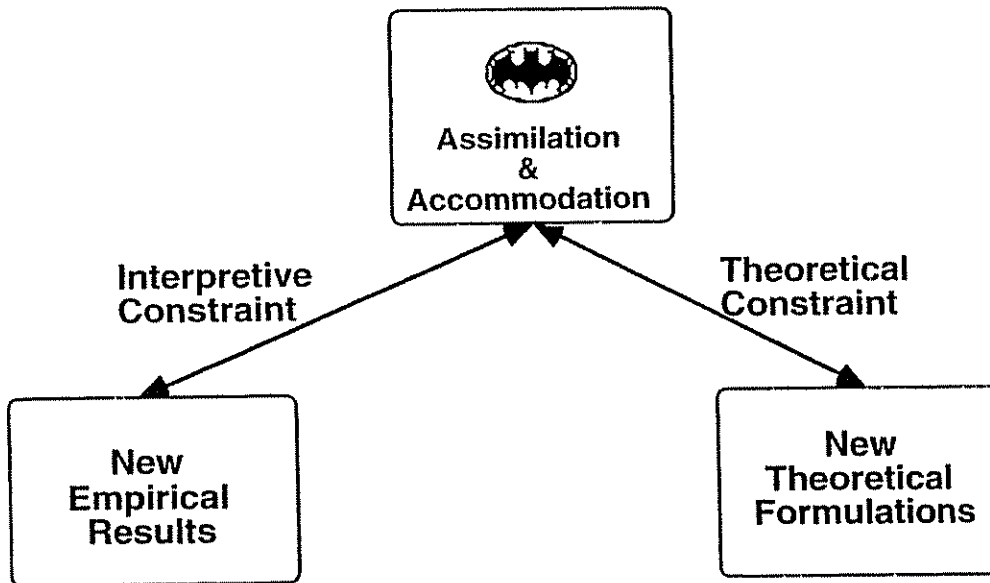 Assimilation
&
Accommodation
Interpretive
Constraint
Theoretical
Constraint
New
Empirical
Results
New
Theoretical
Formulations